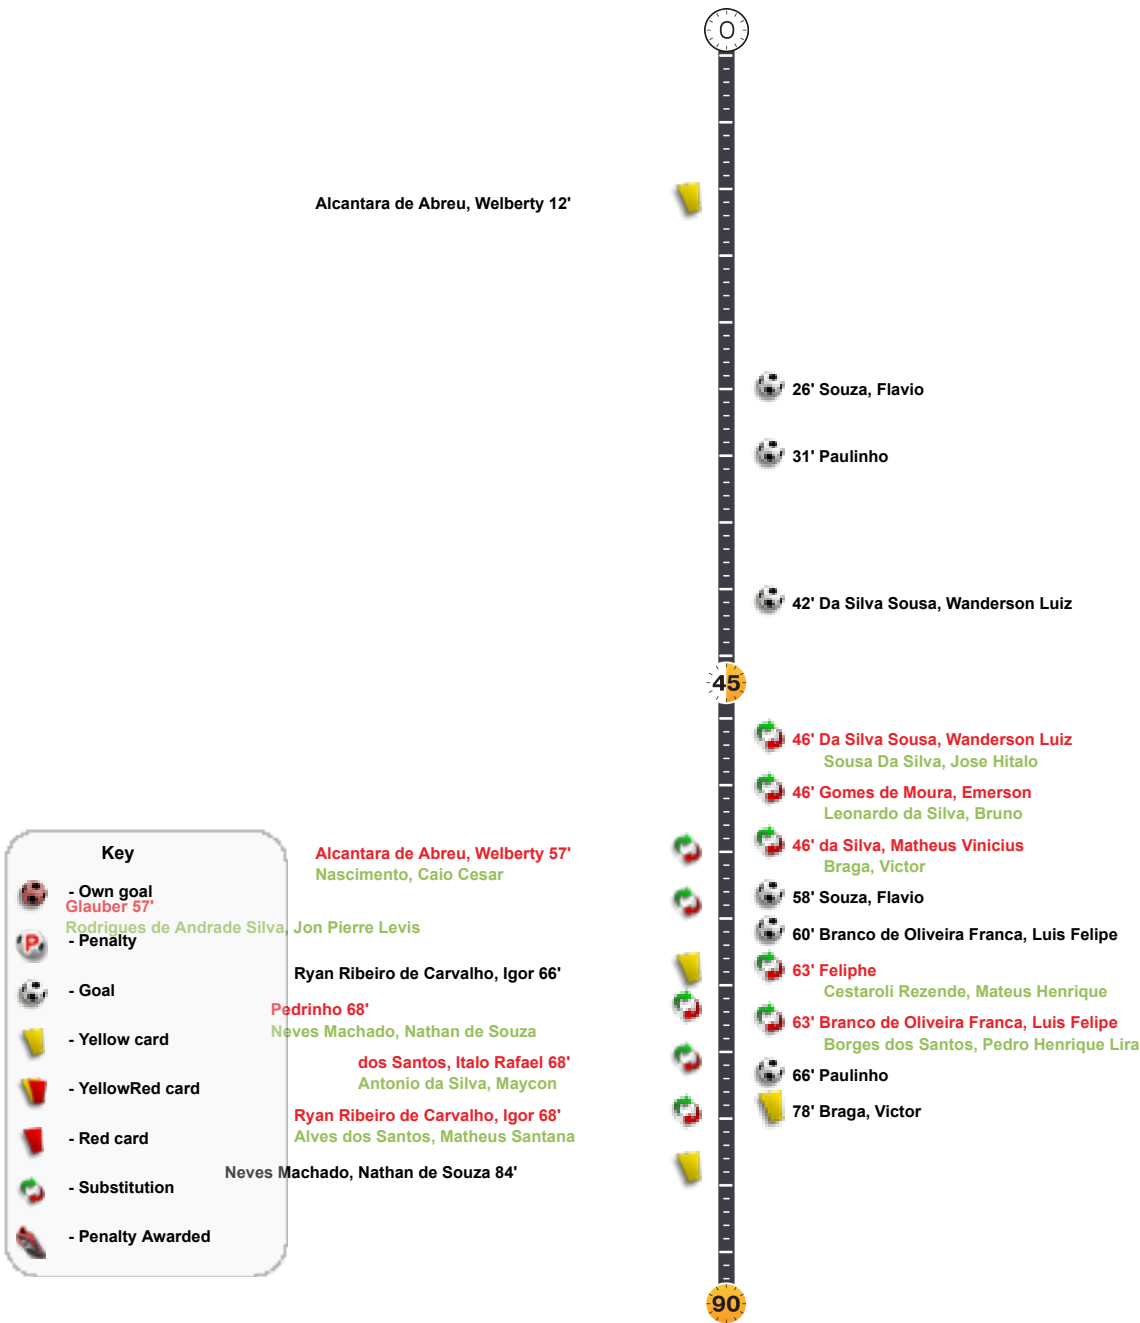 O
Alcantara de Abreu, Welberty 12'
26' Souza, Flavio
31' Paulinho
42' Da Silva Sousa, Wanderson Luiz
45
46' Da Silva Sousa, Wanderson Luiz
Sousa Da Silva, Jose Hitalo
46' Gomes de Moura, Emerson
Leonardo da Silva, Bruno
46' da Silva, Matheus Vinicius
Braga, Victor
Alcantara de Abreu, Welberty 57'
Nascimento, Caio Cesar
58' Souza, Flavio
Glauber 57'
Rodrigues de Andrade Silva, Jon Pierre Levis
60' Branco de Oliveira Franca, Luis Felipe
Ryan Ribeiro de Carvalho, Igor 66'
63' Feliphe
Cestaroli Rezende, Mateus Henrique
Pedrinho 68'
Neves Machado, Nathan de Souza
63' Branco de Oliveira Franca, Luis Felipe
Borges dos Santos, Pedro Henrique Lira
dos Santos, Italo Rafael 68'
Antonio da Silva, Maycon
66' Paulinho
Ryan Ribeiro de Carvalho, Igor 68'
Alves dos Santos, Matheus Santana
78' Braga, Victor
Neves Machado, Nathan de Souza 84'
90
Key
- Own goal
P
- Penalty
- Goal
- Yellow card
- YellowRed card
- Red card
- Substitution
- Penalty Awarded